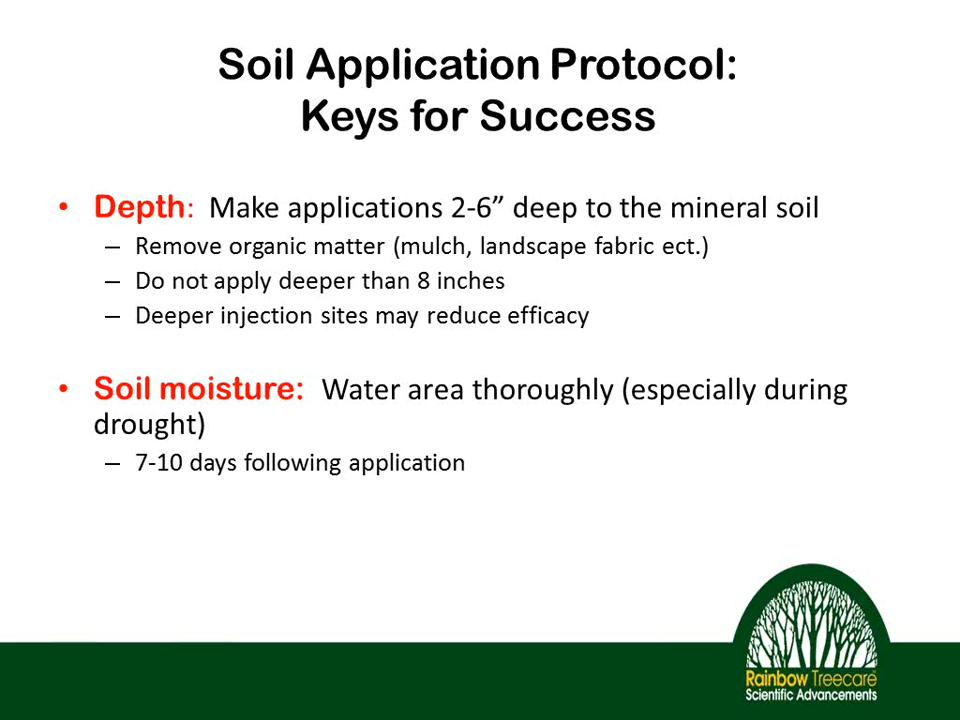 Soil Application Protocol:
Keys for Success
• Depth: Make applications 2-6” deep to the mineral soil
– Remove organic matter (mulch, landscape fabric ect.)
– Do not apply deeper than 8 inches
– Deeper injection sites may reduce efficacy
• Soil moisture: Water area thoroughly (especially during
drought)
– 7-10 days following application
Rainbow Treecare
Scientific Advancements